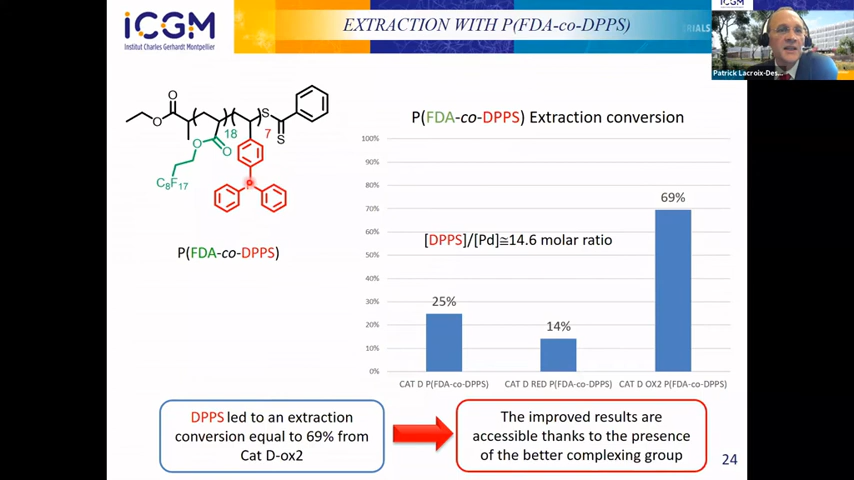 iCGM
Institut Charles Gerhardt Montpellier
EXTRACTION WITH P(FDA-co-DPPS)
RIALS
ICGM
Patrick Lacroix-Des...
O
O
S
S
18
7
O
O
C8F17
P
P(FDA-co-DPPS)
P(FDA-co-DPPS) Extraction conversion
100%
90%
80%
70%
60%
50%
40%
30%
20%
10%
0%
[DPPS]/[Pd]≅14.6 molar ratio
25%
14%
69%
CAT D P(FDA-co-DPPS)
CAT D RED P(FDA-co-DPPS)
CAT D OX2 P(FDA-co-DPPS)
DPPS led to an extraction
conversion equal to 69% from
Cat D-ox2
The improved results are
accessible thanks to the presence
of the better complexing group
24